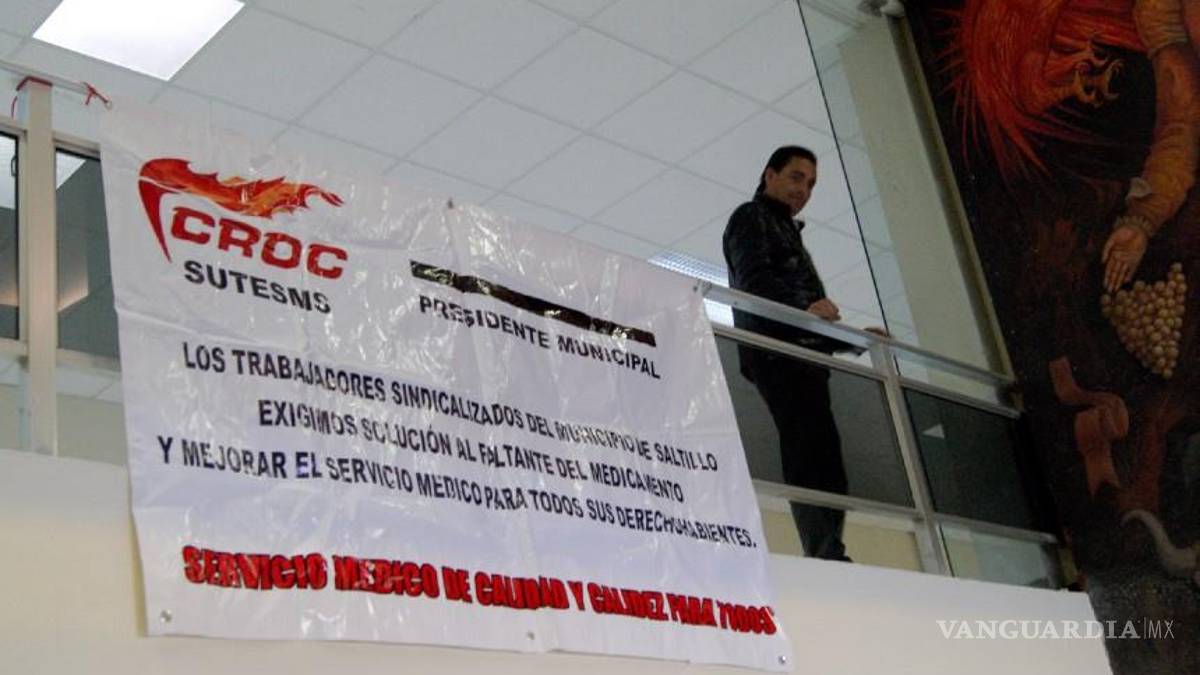 CROC
SUTESMS
PRESIDENTE MUNICIPAL
LOS TRABAJADORES SINDICALIZADOS DEL MUNICIPIO DE SALTILLO
EXIGIMOS SOLUCIÓN AL FALTANTE DEL MEDICAMENTO
Y MEJORAR EL SERVICIO MEDICO PARA TODOS SUS DERECHOHABIENTES.
SERVICIO MEDICO DE CALIDAD Y CALIDEZ PARA TODOS
VANGUARDIA|MX